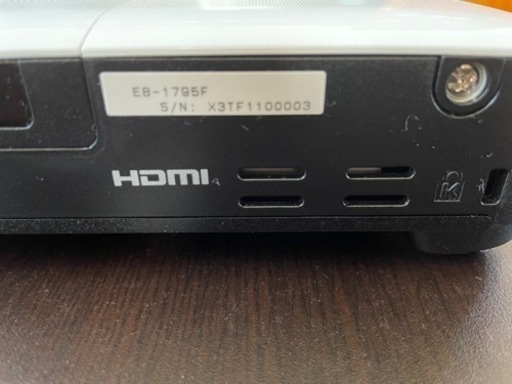 EB-1795F
S/N: X3TF1100003
HDMI
K